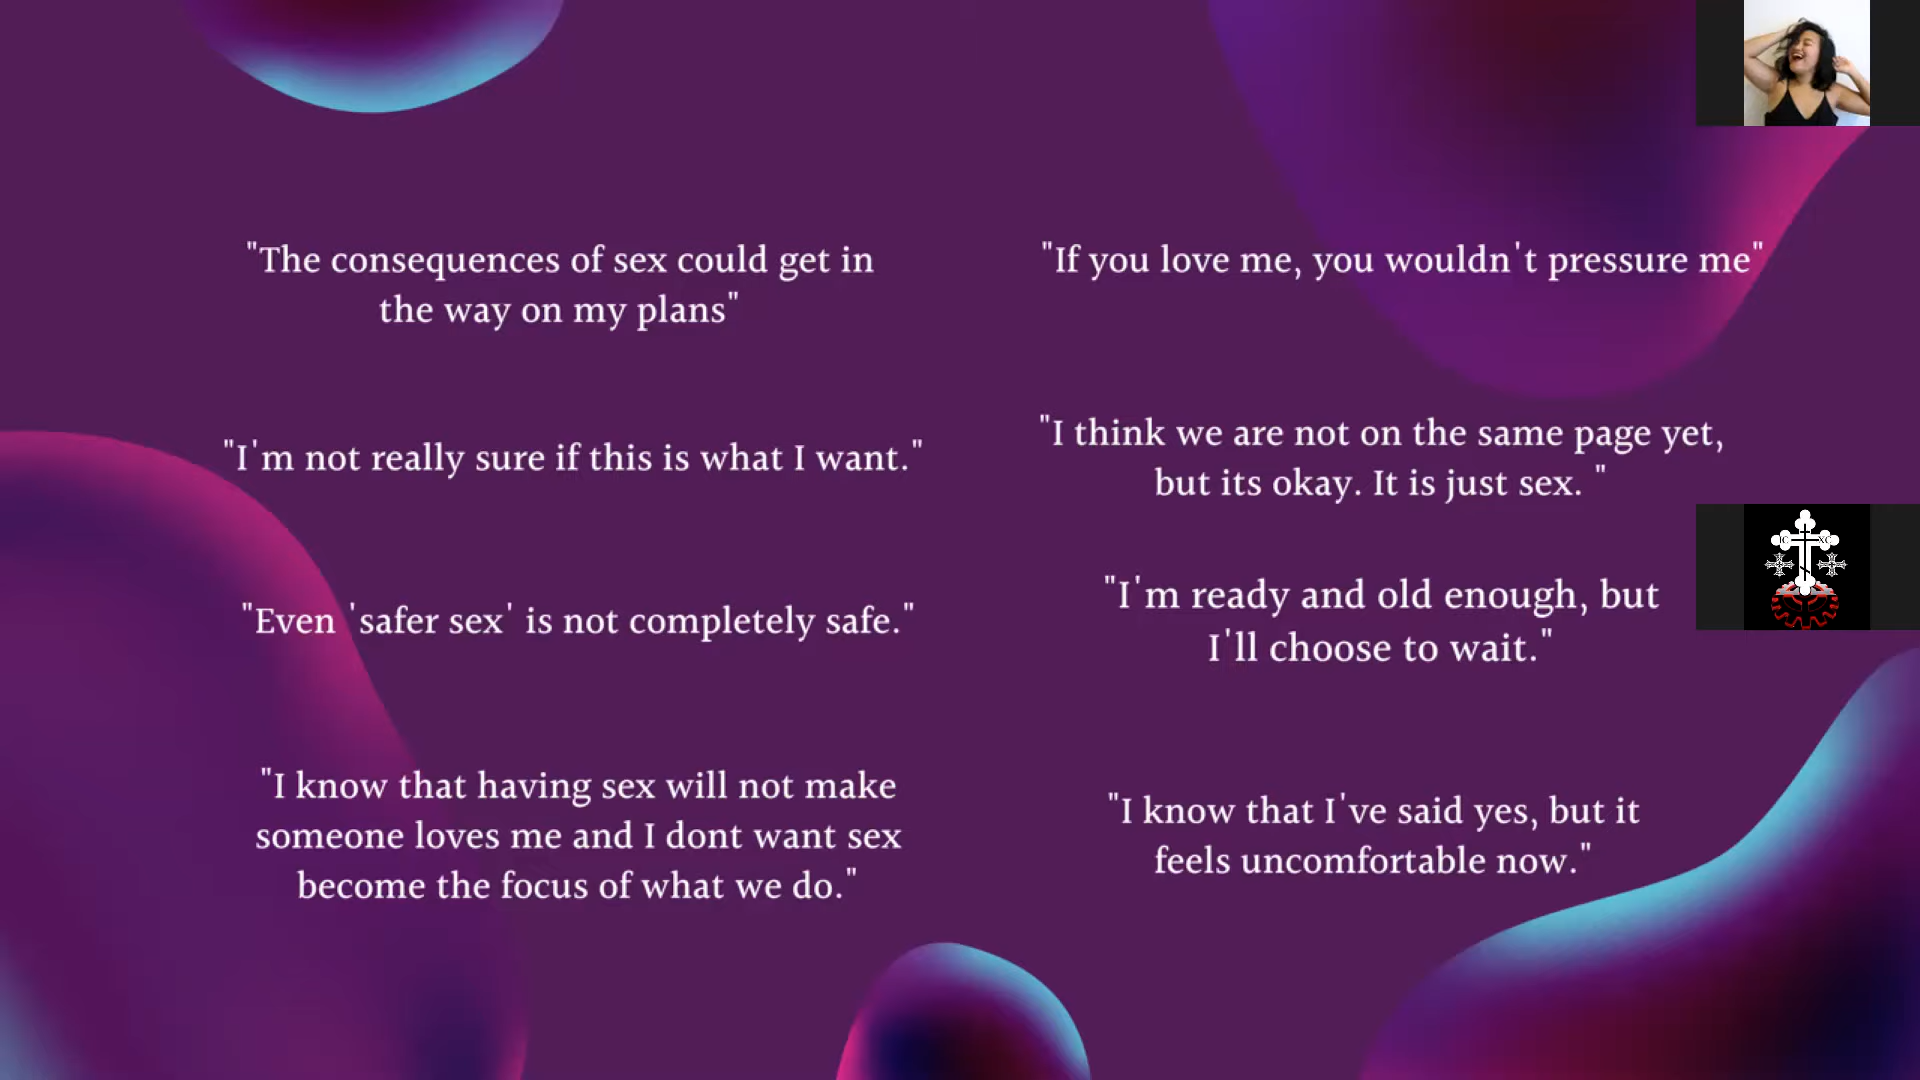 "The consequences of sex could get in
the way on my plans"
"I'm not really sure if this is what I want."
"Even 'safer sex' is not completely safe."
"I know that having sex will not make
someone loves me and I dont want sex
become the focus of what we do."
"If you love me, you wouldn't pressure me"
"I think we are not on the same page yet,
but its okay. It is just sex. "
"I'm ready and old enough, but
I'll choose to wait."
"I know that I've said yes, but it
feels uncomfortable now."
IC XC